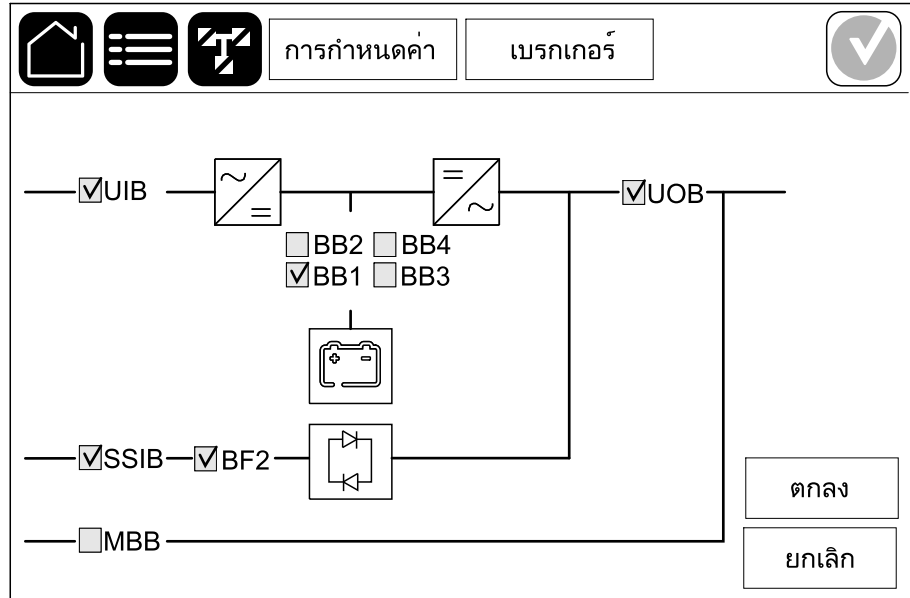 การกำหนดค่า
เบรกเกอร์
UIB
UOB
BB2 BB4
BB1 BB3
SSIB BF2
ตกลง
MBB
ยกเลิก